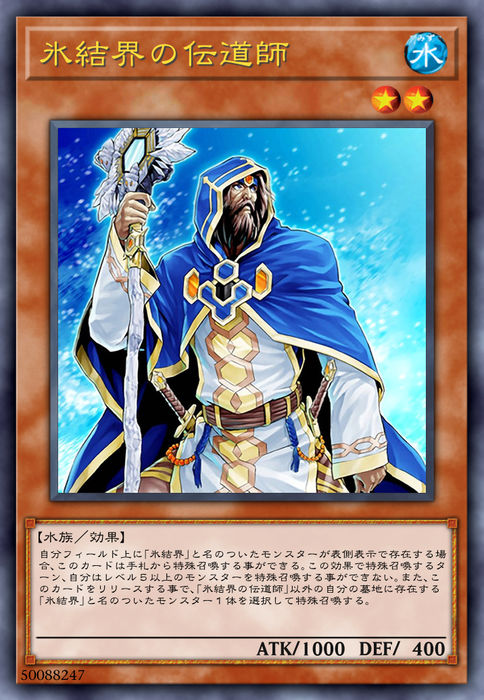 氷結界の伝道師
みず
水
【水族／効果】
自分フィールド上に「氷結界」と名のついたモンスターが表側表示で存在する場
合、このカードは手札から特殊召喚する事ができる。この効果で特殊召喚するタ
ーン、自分はレベル５以上のモンスターを特殊召喚する事ができない。また、こ
のカードをリリースする事で、「氷結界の伝道師」以外の自分の墓地に存在する
「氷結界」と名のついたモンスター１体を選択して特殊召喚する。
ATK/1000 DEF/ 400
50088247